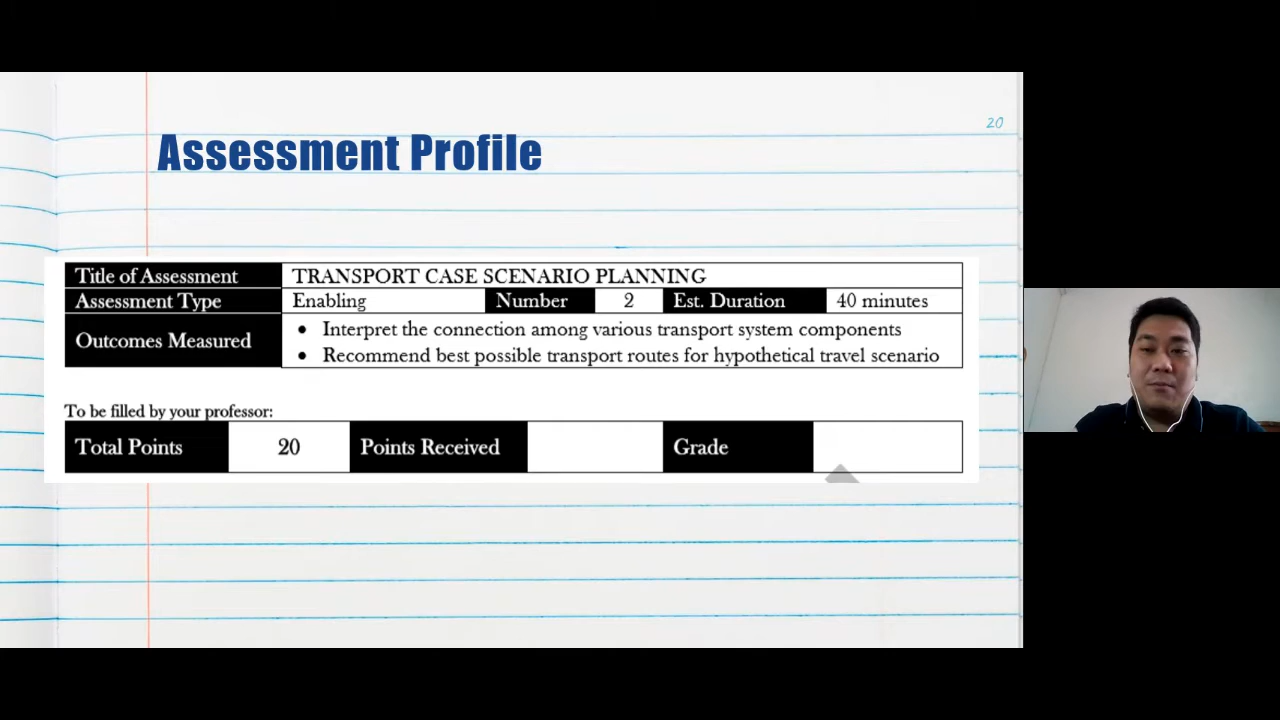 20
Assessment Profile
Title of Assessment TRANSPORT CASE SCENARIO PLANNING
Assessment Type Enabling Number 2 Est. Duration 40 minutes
Outcomes Measured
• Interpret the connection among various transport system components
• Recommend best possible transport routes for hypothetical travel scenario
To be filled by your professor:
Total Points 20 Points Received Grade